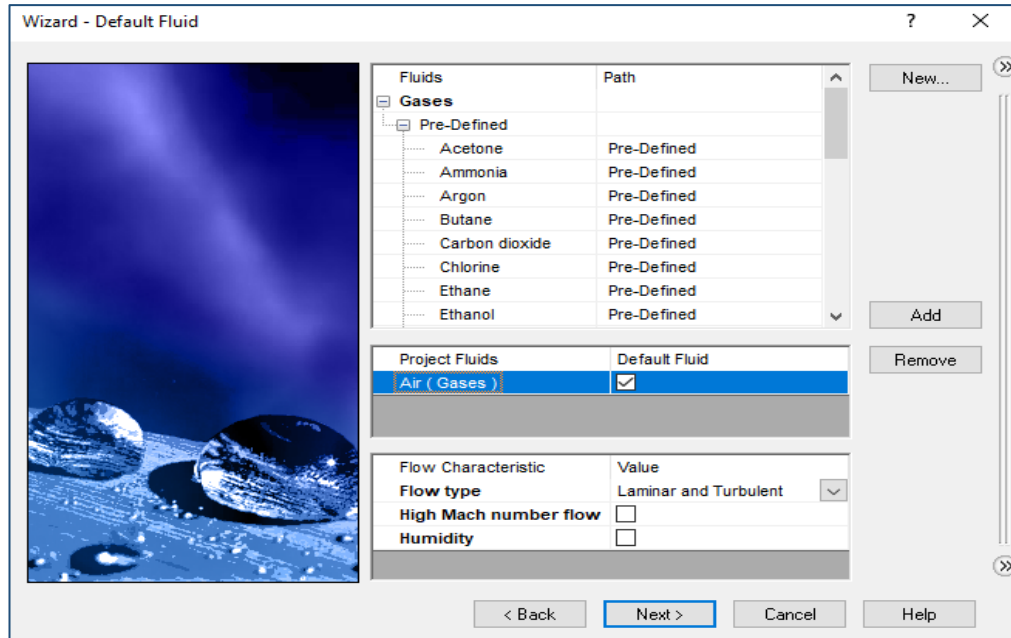 Wizard - Default Fluid ? ×
Fluids Path
Gases
Pre-Defined
Acetone Pre-Defined
Ammonia Pre-Defined
Argon Pre-Defined
Butane Pre-Defined
Carbon dioxide Pre-Defined
Chlorine Pre-Defined
Ethane Pre-Defined
Ethanol Pre-Defined
New...
Add
Remove
Project Fluids Default Fluid
Air ( Gases )
Flow Characteristic Value
Flow type Laminar and Turbulent
High Mach number flow
Humidity
< Back Next > Cancel Help